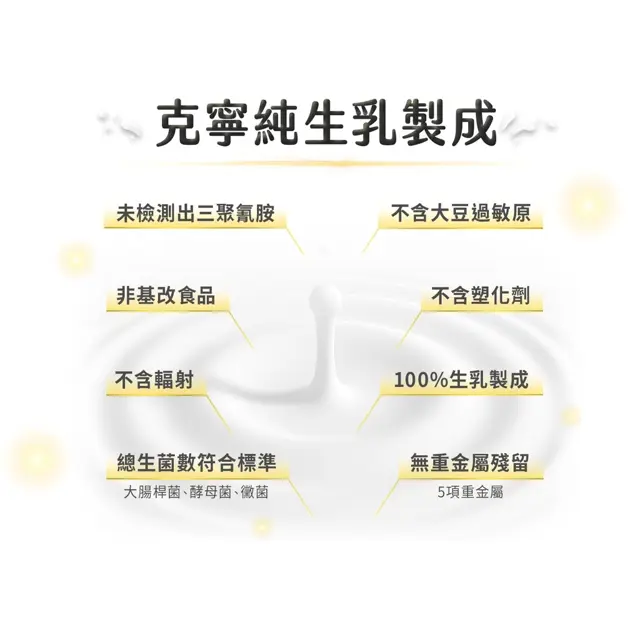 克寧純生乳製成
未檢測出三聚氰胺
不含大豆過敏原
非基改食品
不含塑化劑
不含輻射
100%生乳製成
總生菌數符合標準
大腸桿菌、酵母菌、黴菌
無重金屬殘留
5項重金屬